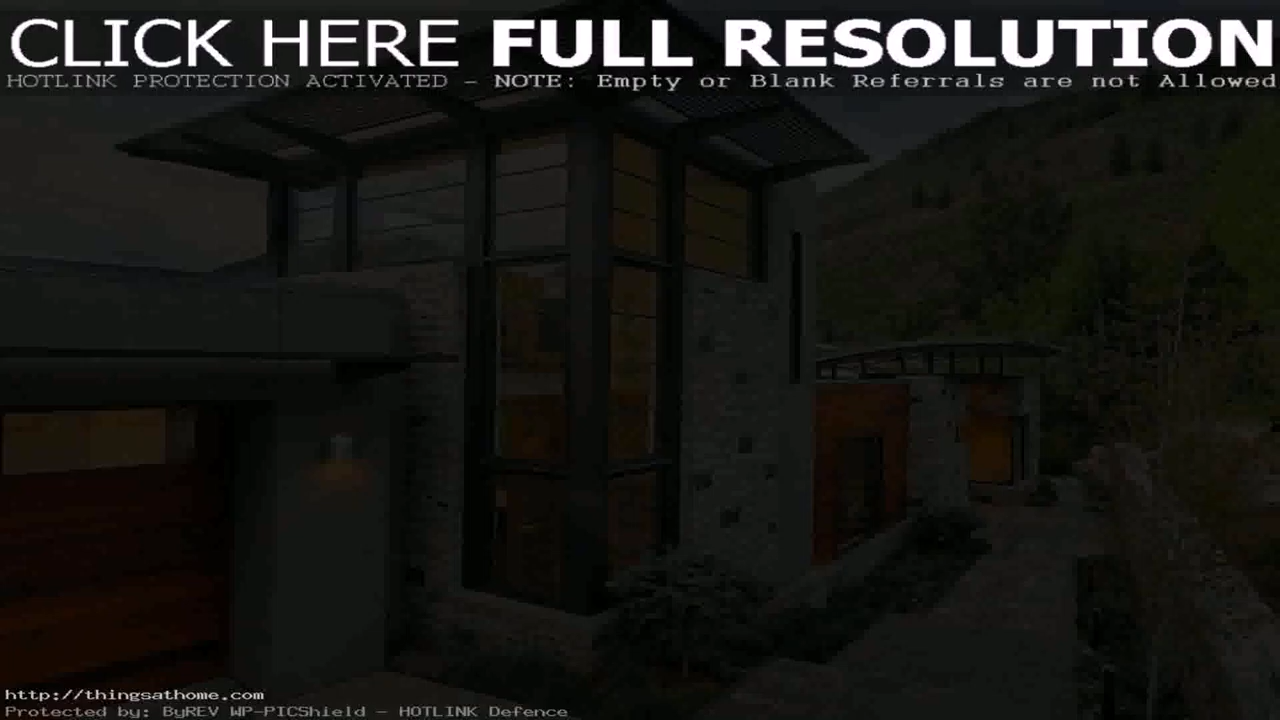 CLICK HERE FULL RESOLUTION
HOTLINK PROTECTION ACTIVATED - NOTE: Empty or Blank Referrals are not Allowed
http://thingsathome.com
Protected by: ByREV WP-PICShield - HOTLINK Defence